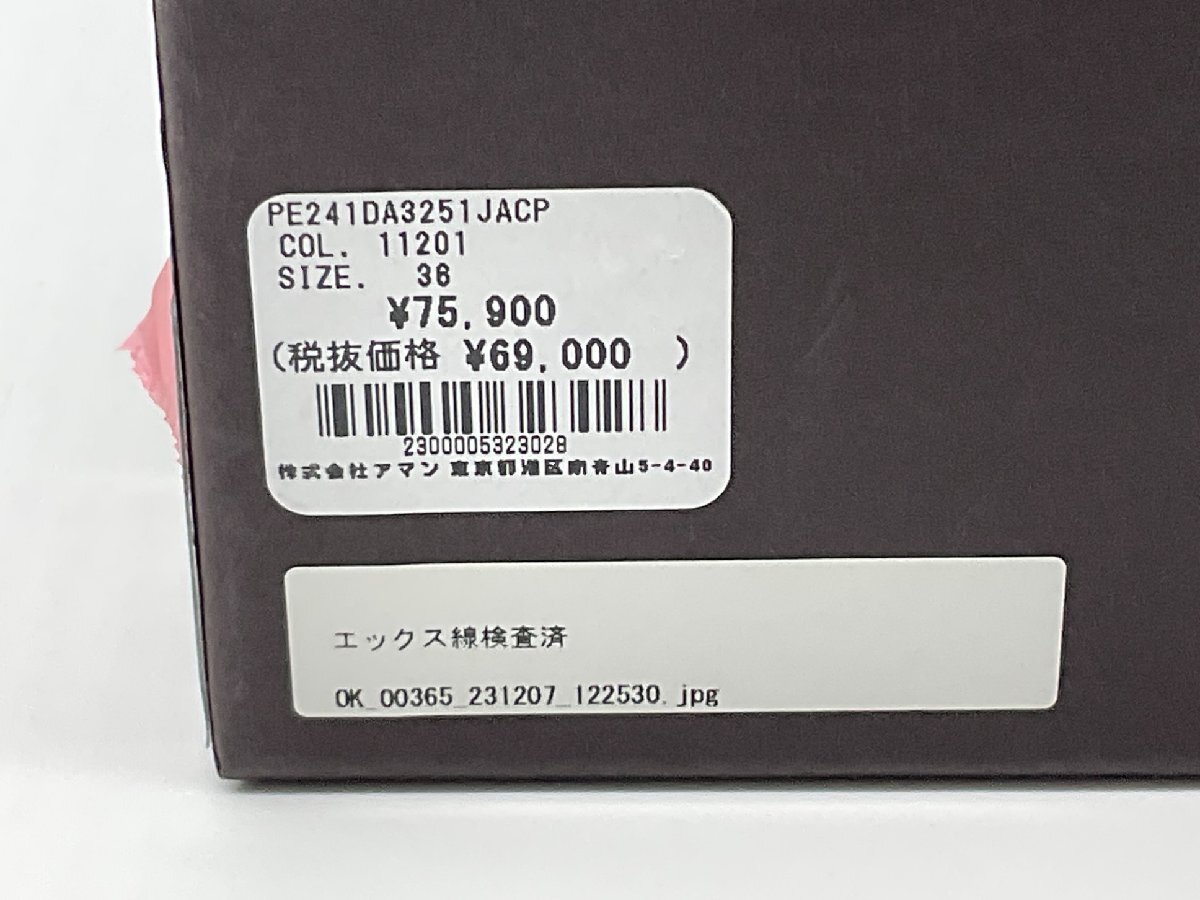 PE241DA3251JACP
COL. 11201
SIZE. 36
¥75,900
(税抜価格 ¥69,000 )
2300005323028
株式会社アマン 東京都港区南青山5-4-40
エックス線検査済
OK_00365_231207_122530.jpg